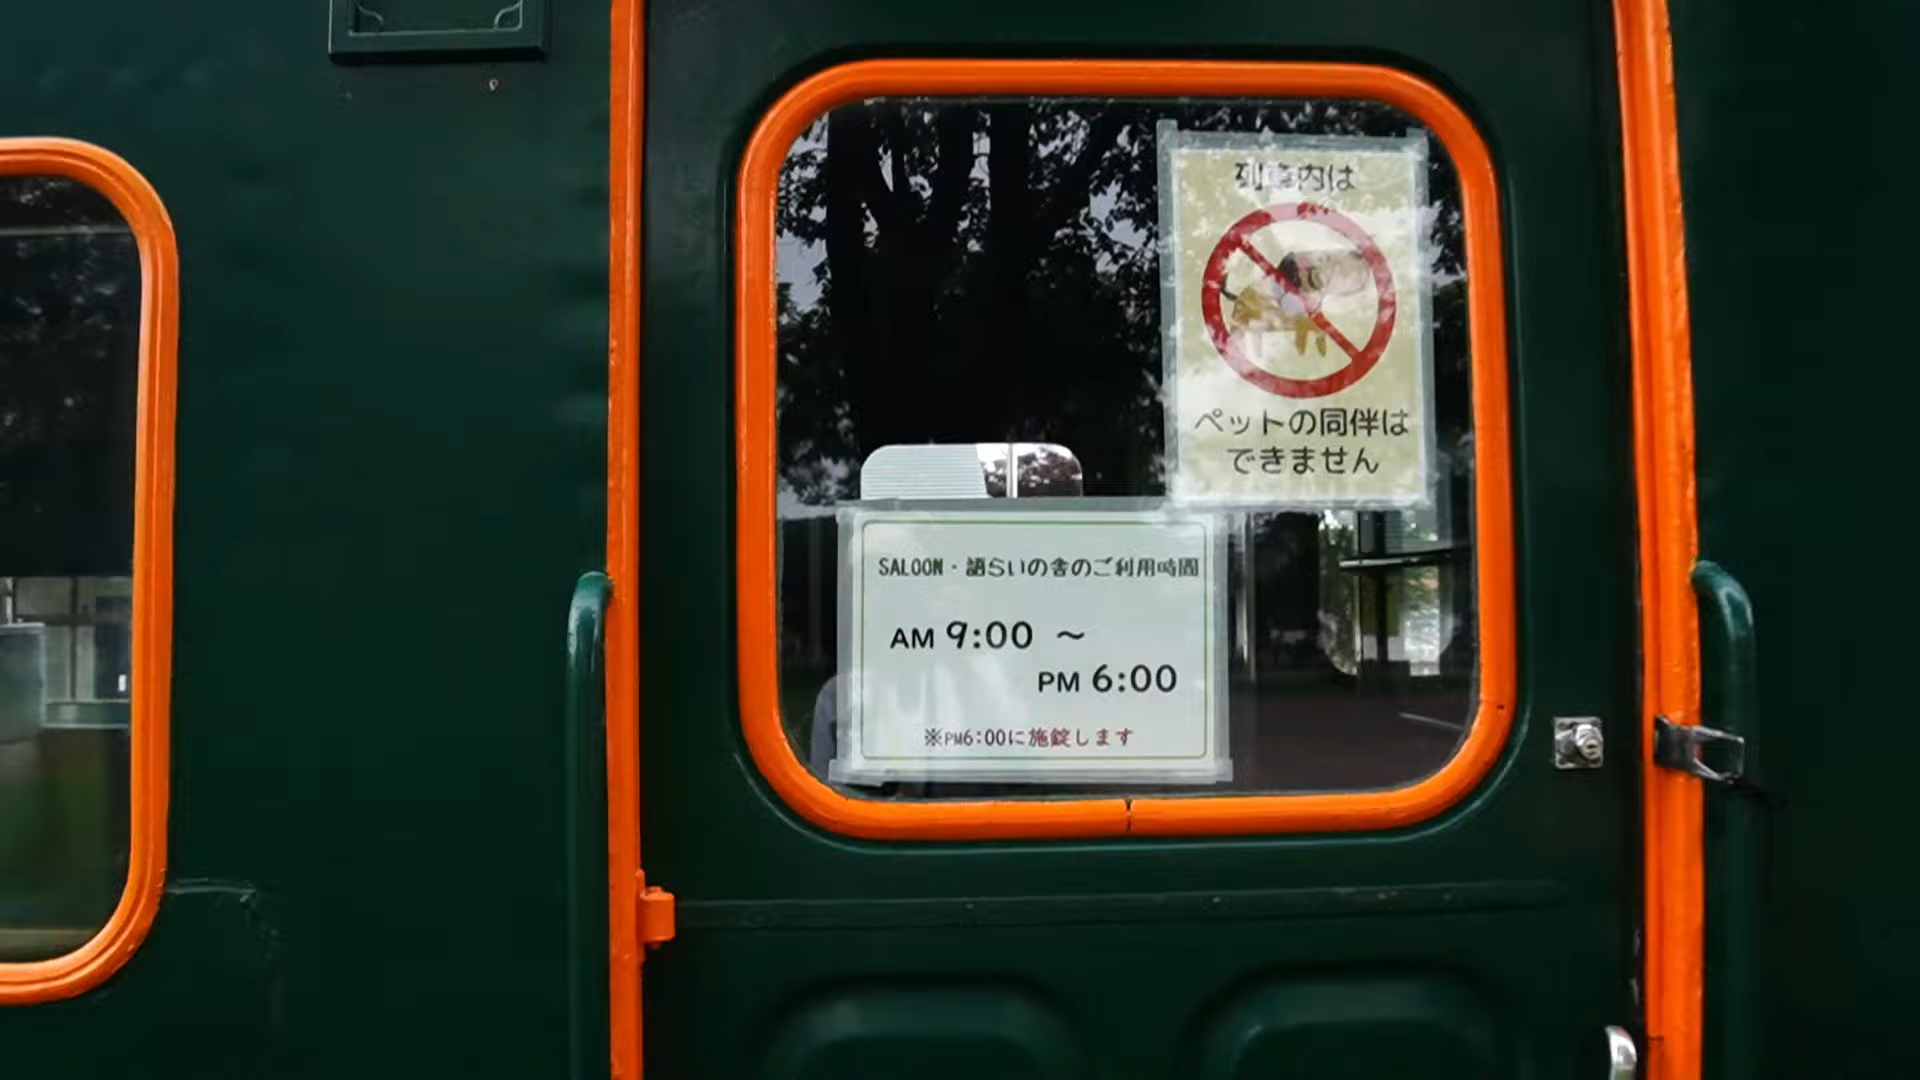 列車内は
ペットの同伴は
できません
SALOON・語らいの舎のご利用時間
AM 9:00 ～
PM 6:00
※PM6:00に施錠します